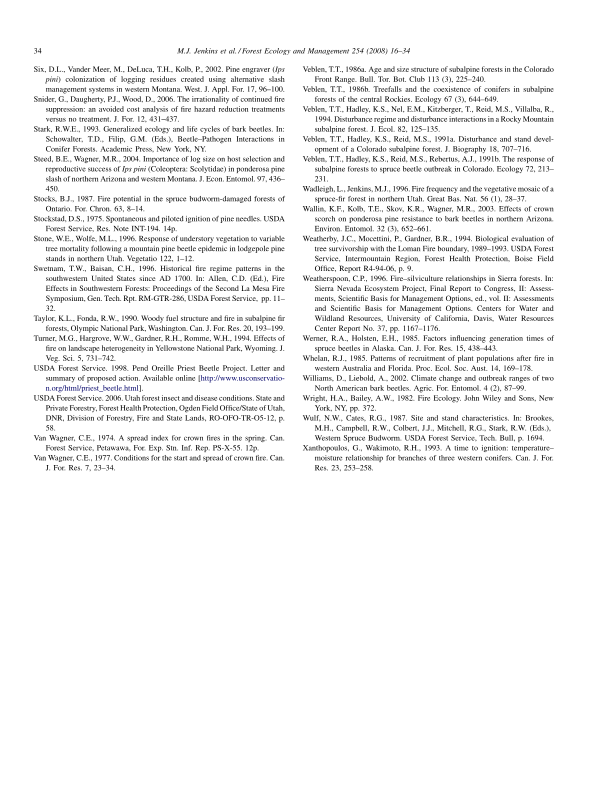 34
M.J. Jenkins et al. / Forest Ecology and Management 254 (2008) 16–34
Six, D.L., Vander Meer, M., DeLuca, T.H., Kolb, P., 2002. Pine engraver (Ips
pini) colonization of logging residues created using alternative slash
management systems in western Montana. West. J. Appl. For. 17, 96–100.
Snider, G., Daugherty, P.J., Wood, D., 2006. The irrationality of continued fire
suppression: an avoided cost analysis of fire hazard reduction treatments
versus no treatment. J. For. 12, 431–437.
Stark, R.W.E., 1993. Generalized ecology and life cycles of bark beetles. In:
Schowalter, T.D., Filip, G.M. (Eds.), Beetle–Pathogen Interactions in
Conifer Forests. Academic Press, New York, NY.
Steed, B.E., Wagner, M.R., 2004. Importance of log size on host selection and
reproductive success of Ips pini (Coleoptera: Scolytidae) in ponderosa pine
slash of northern Arizona and western Montana. J. Econ. Entomol. 97, 436–
450.
Stocks, B.J., 1987. Fire potential in the spruce budworm-damaged forests of
Ontario. For. Chron. 63, 8–14.
Stockstad, D.S., 1975. Spontaneous and piloted ignition of pine needles. USDA
Forest Service, Res. Note INT-194. 14p.
Stone, W.E., Wolfe, M.L., 1996. Response of understory vegetation to variable
tree mortality following a mountain pine beetle epidemic in lodgepole pine
stands in northern Utah. Vegetatio 122, 1–12.
Swetnam, T.W., Baisan, C.H., 1996. Historical fire regime patterns in the
southwestern United States since AD 1700. In: Allen, C.D. (Ed.), Fire
Effects in Southwestern Forests: Proceedings of the Second La Mesa Fire
Symposium, Gen. Tech. Rpt. RM-GTR-286, USDA Forest Service, pp. 11–
32.
Taylor, K.L., Fonda, R.W., 1990. Woody fuel structure and fire in subalpine fir
forests, Olympic National Park, Washington. Can. J. For. Res. 20, 193–199.
Turner, M.G., Hargrove, W.W., Gardner, R.H., Romme, W.H., 1994. Effects of
fire on landscape heterogeneity in Yellowstone National Park, Wyoming. J.
Veg. Sci. 5, 731–742.
USDA Forest Service. 1998. Pend Oreille Priest Beetle Project. Letter and
summary of proposed action. Available online [http://www.usconservatio-
n.org/html/priest_beetle.html].
USDA Forest Service. 2006. Utah forest insect and disease conditions. State and
Private Forestry, Forest Health Protection, Ogden Field Office/State of Utah,
DNR, Division of Forestry, Fire and State Lands, RO-OFO-TR-O5-12, p.
58.
Van Wagner, C.E., 1974. A spread index for crown fires in the spring. Can.
Forest Service, Petawawa, For. Exp. Stn. Inf. Rep. PS-X-55. 12p.
Van Wagner, C.E., 1977. Conditions for the start and spread of crown fire. Can.
J. For. Res. 7, 23–34.
Veblen, T.T., 1986a. Age and size structure of subalpine forests in the Colorado
Front Range. Bull. Tor. Bot. Club 113 (3), 225–240.
Veblen, T.T., 1986b. Treefalls and the coexistence of conifers in subalpine
forests of the central Rockies. Ecology 67 (3), 644–649.
Veblen, T.T., Hadley, K.S., Nel, E.M., Kitzberger, T., Reid, M.S., Villalba, R.,
1994. Disturbance regime and disturbance interactions in a Rocky Mountain
subalpine forest. J. Ecol. 82, 125–135.
Veblen, T.T., Hadley, K.S., Reid, M.S., 1991a. Disturbance and stand devel-
opment of a Colorado subalpine forest. J. Biography 18, 707–716.
Veblen, T.T., Hadley, K.S., Reid, M.S., Rebertus, A.J., 1991b. The response of
subalpine forests to spruce beetle outbreak in Colorado. Ecology 72, 213–
231.
Wadleigh, L., Jenkins, M.J., 1996. Fire frequency and the vegetative mosaic of a
spruce-fir forest in northern Utah. Great Bas. Nat. 56 (1), 28–37.
Wallin, K.F., Kolb, T.E., Skov, K.R., Wagner, M.R., 2003. Effects of crown
scorch on ponderosa pine resistance to bark beetles in northern Arizona.
Environ. Entomol. 32 (3), 652–661.
Weatherby, J.C., Mocettini, P., Gardner, B.R., 1994. Biological evaluation of
tree survivorship with the Loman Fire boundary, 1989–1993. USDA Forest
Service, Intermountain Region, Forest Health Protection, Boise Field
Office, Report R4-94-06, p. 9.
Weatherspoon, C.P., 1996. Fire–silviculture relationships in Sierra forests. In:
Sierra Nevada Ecosystem Project, Final Report to Congress, II: Assess-
ments, Scientific Basis for Management Options, ed., vol. II: Assessments
and Scientific Basis for Management Options. Centers for Water and
Wildland Resources, University of California, Davis, Water Resources
Center Report No. 37, pp. 1167–1176.
Werner, R.A., Holsten, E.H., 1985. Factors influencing generation times of
spruce beetles in Alaska. Can. J. For. Res. 15, 438–443.
Whelan, R.J., 1985. Patterns of recruitment of plant populations after fire in
western Australia and Florida. Proc. Ecol. Soc. Aust. 14, 169–178.
Williams, D., Liebold, A., 2002. Climate change and outbreak ranges of two
North American bark beetles. Agric. For. Entomol. 4 (2), 87–99.
Wright, H.A., Bailey, A.W., 1982. Fire Ecology. John Wiley and Sons, New
York, NY, pp. 372.
Wulf, N.W., Cates, R.G., 1987. Site and stand characteristics. In: Brookes,
M.H., Campbell, R.W., Colbert, J.J., Mitchell, R.G., Stark, R.W. (Eds.),
Western Spruce Budworm. USDA Forest Service, Tech. Bull, p. 1694.
Xanthopoulos, G., Wakimoto, R.H., 1993. A time to ignition: temperature–
moisture relationship for branches of three western conifers. Can. J. For.
Res. 23, 253–258.